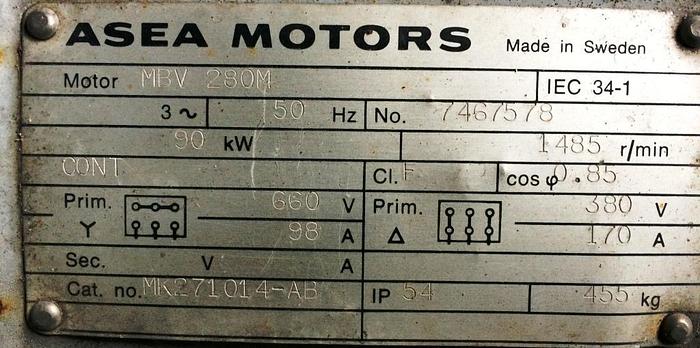 ASEA MOTORS Made in Sweden
Motor MBV 280M IEC 34-1
3 ~ 50 Hz No. 7467578
90 kW 1485 r/min
CONT Cl. F cos φ 0.85
Prim. 660 V Prim. 380 V
Y 98 A Δ 170 A
Sec. V A
Cat. no. MK271014-AB IP 54 455 kg